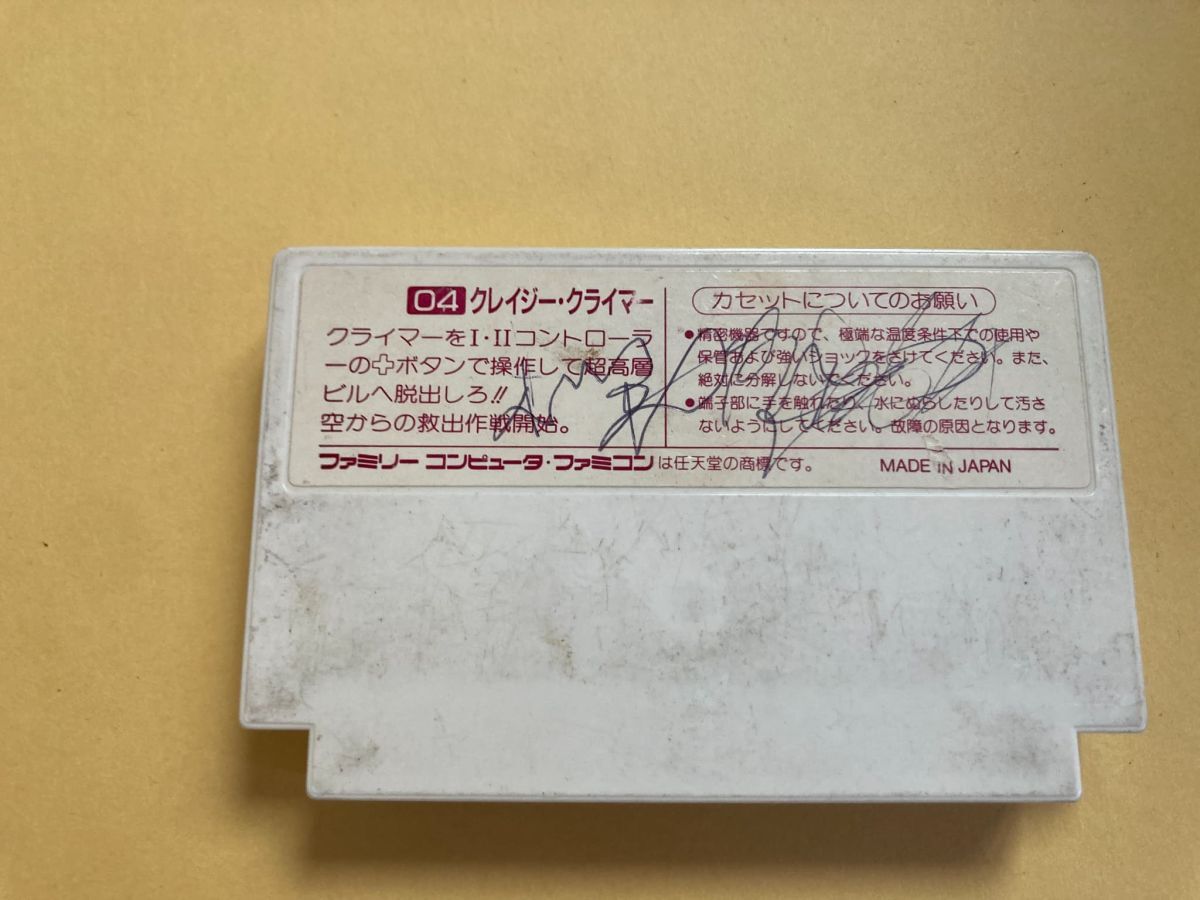 04 クレイジー・クライマー
クライマーをI・IIコントローラ
ーの✚ボタンで操作して超高層
ビルへ脱出しろ!!
空からの救出作戦開始。
カセットについてのお願い
●精密機器ですので、極端な温度条件下での使用や
保管および強いショックをさけてください。また、
絶対に分解しないでください。
●端子部に手を触れたり、水にぬらしたりして汚さ
ないようにしてください。故障の原因となります。
ファミリー コンピュータ・ファミコンは任天堂の商標です。
MADE IN JAPAN